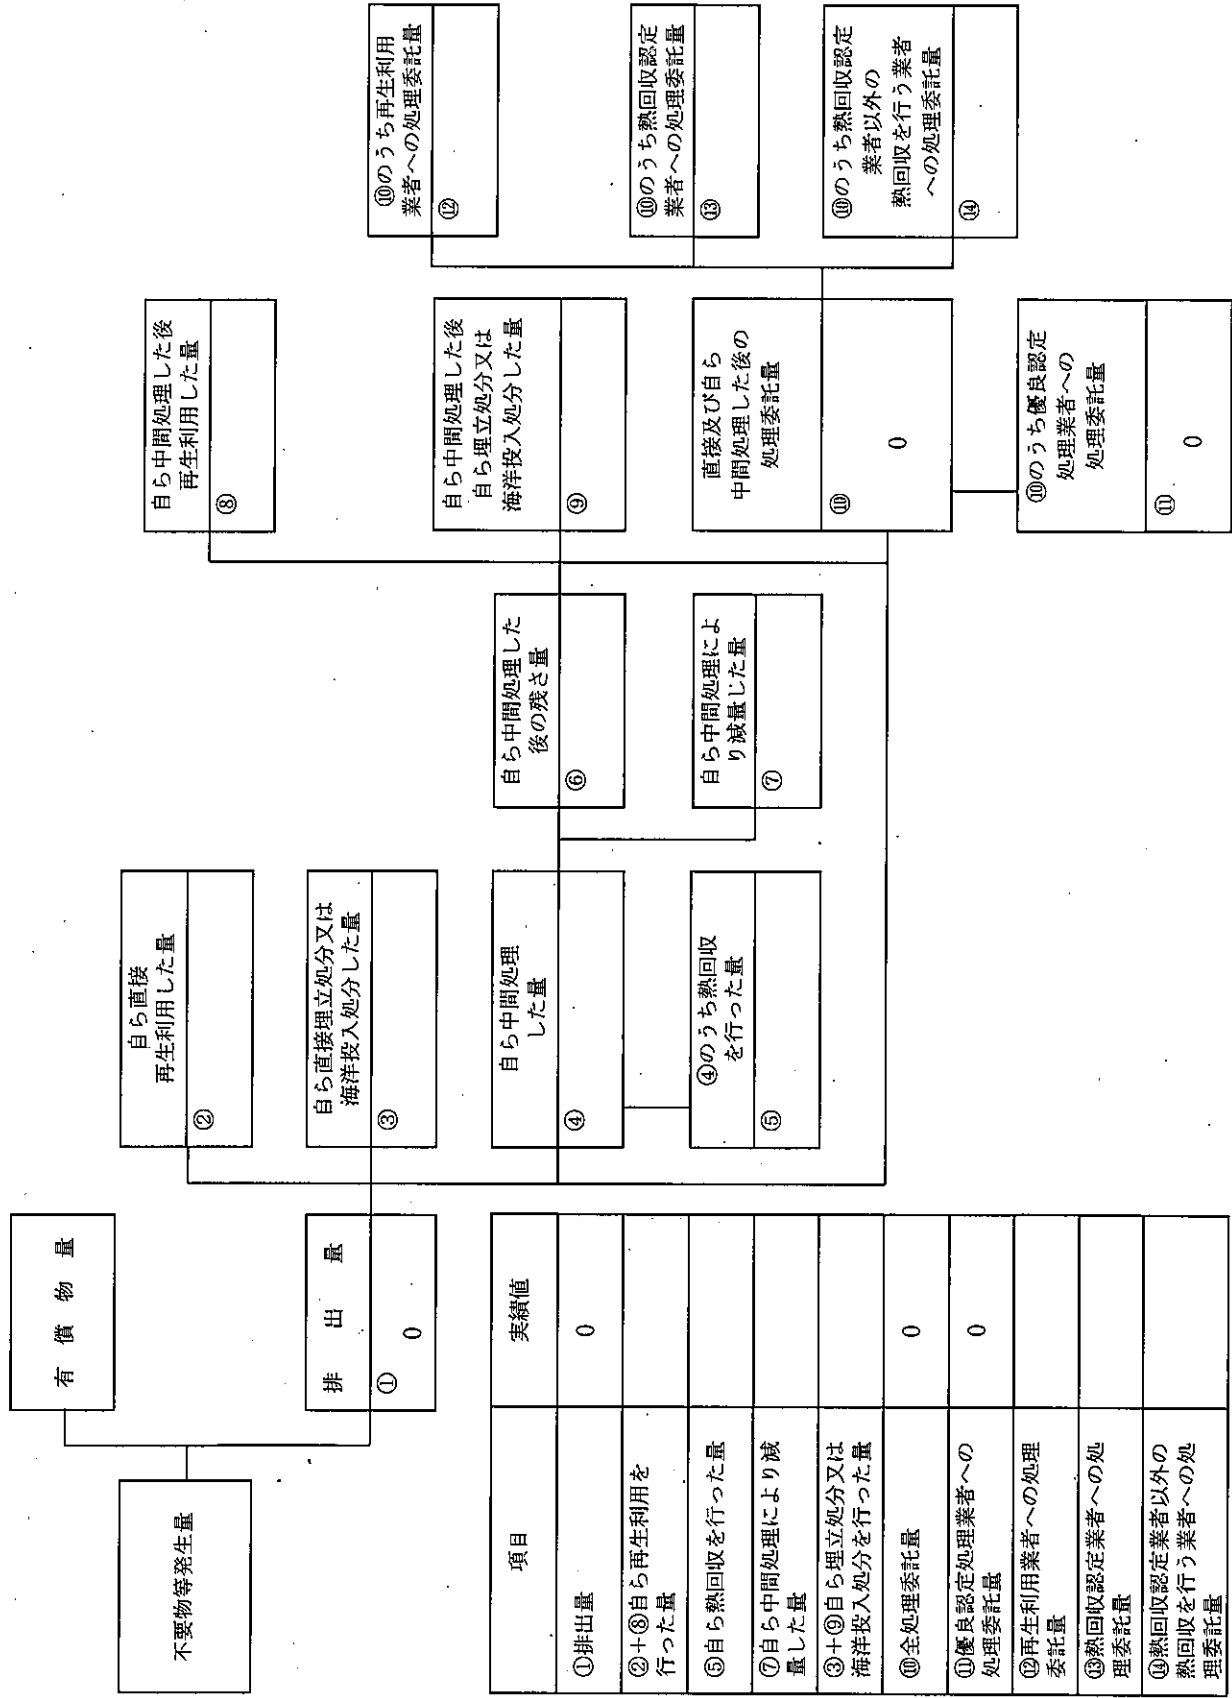 不要物等発生量
有償物量
排出量
①
0
自ら直接
再生利用した量
②
自ら直接埋立処分又は
海洋投入処分した量
③
自ら中間処理
した量
④
④のうち熱回収
を行った量
⑤
自ら中間処理した
後の残さ量
⑥
自ら中間処理によ
り減量じた量
⑦
自ら中間処理した後
再生利用した量
⑧
自ら中間処理した後
自ら埋立処分又は
海洋投入処分した量
⑨
直接及び自ら
中間処理した後の
処理委託量
⑩
0
⑩のうち優良認定
処理業者への
処理委託量
⑪
0
⑩のうち再生利用
業者への処理委託量
⑫
⑩のうち熱回収認定
業者への処理委託量
⑬
⑩のうち熱回収認定
業者以外の
熱回収を行う業者
への処理委託量
⑭
項目
実績値
①排出量
0
②+⑧自ら再生利用を
行った量
⑤自ら熱回収を行った量
⑦自ら中間処理により減
量した量
③+⑨自ら埋立処分又は
海洋投入処分を行った量
⑩全処理委託量
0
⑪優良認定処理業者への
処理委託量
0
⑫再生利用業者への処理
委託量
⑬熱回収認定業者への処
理委託量
⑭熱回収認定業者以外の
熱回収を行う業者への処
理委託量